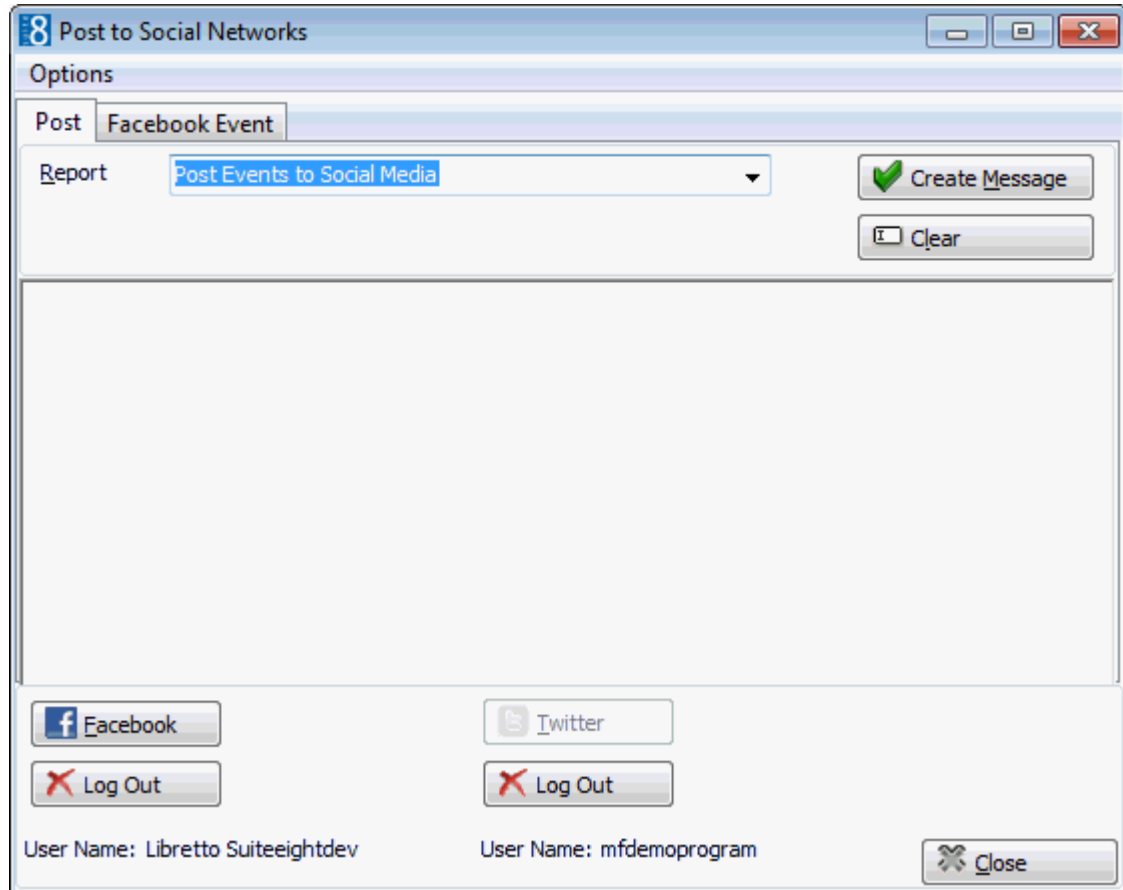 8 Post to Social Networks
Options
Post Facebook Event
Report Post Events to Social Media Create Message
Clear
Facebook Twitter
Log Out Log Out
User Name: Libretto Suiteeightdev User Name: mfdemoprogram
Close